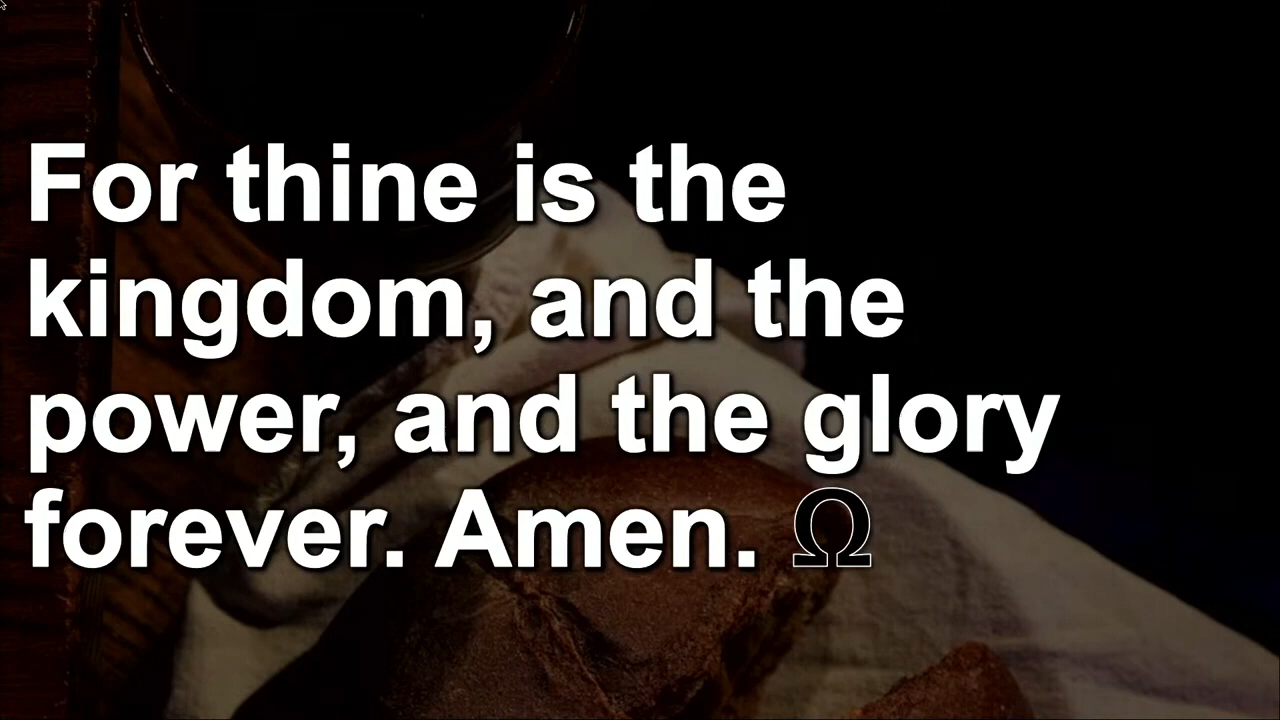 For thine is the
kingdom, and the
power, and the glory
forever. Amen. Ω